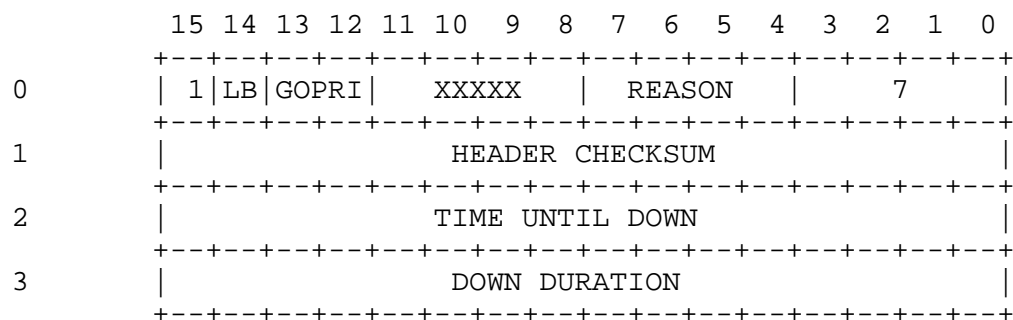 15 14 13 12 11 10 9 8 7 6 5 4 3 2 1 0
+--+--+--+--+--+--+--+--+--+--+--+--+--+--+--+--+
0 | 1|LB|GOPRI| XXXXX | REASON | 7 |
+--+--+--+--+--+--+--+--+--+--+--+--+--+--+--+--+
1 | HEADER CHECKSUM |
+--+--+--+--+--+--+--+--+--+--+--+--+--+--+--+--+
2 | TIME UNTIL DOWN |
+--+--+--+--+--+--+--+--+--+--+--+--+--+--+--+--+
3 | DOWN DURATION |
+--+--+--+--+--+--+--+--+--+--+--+--+--+--+--+--+